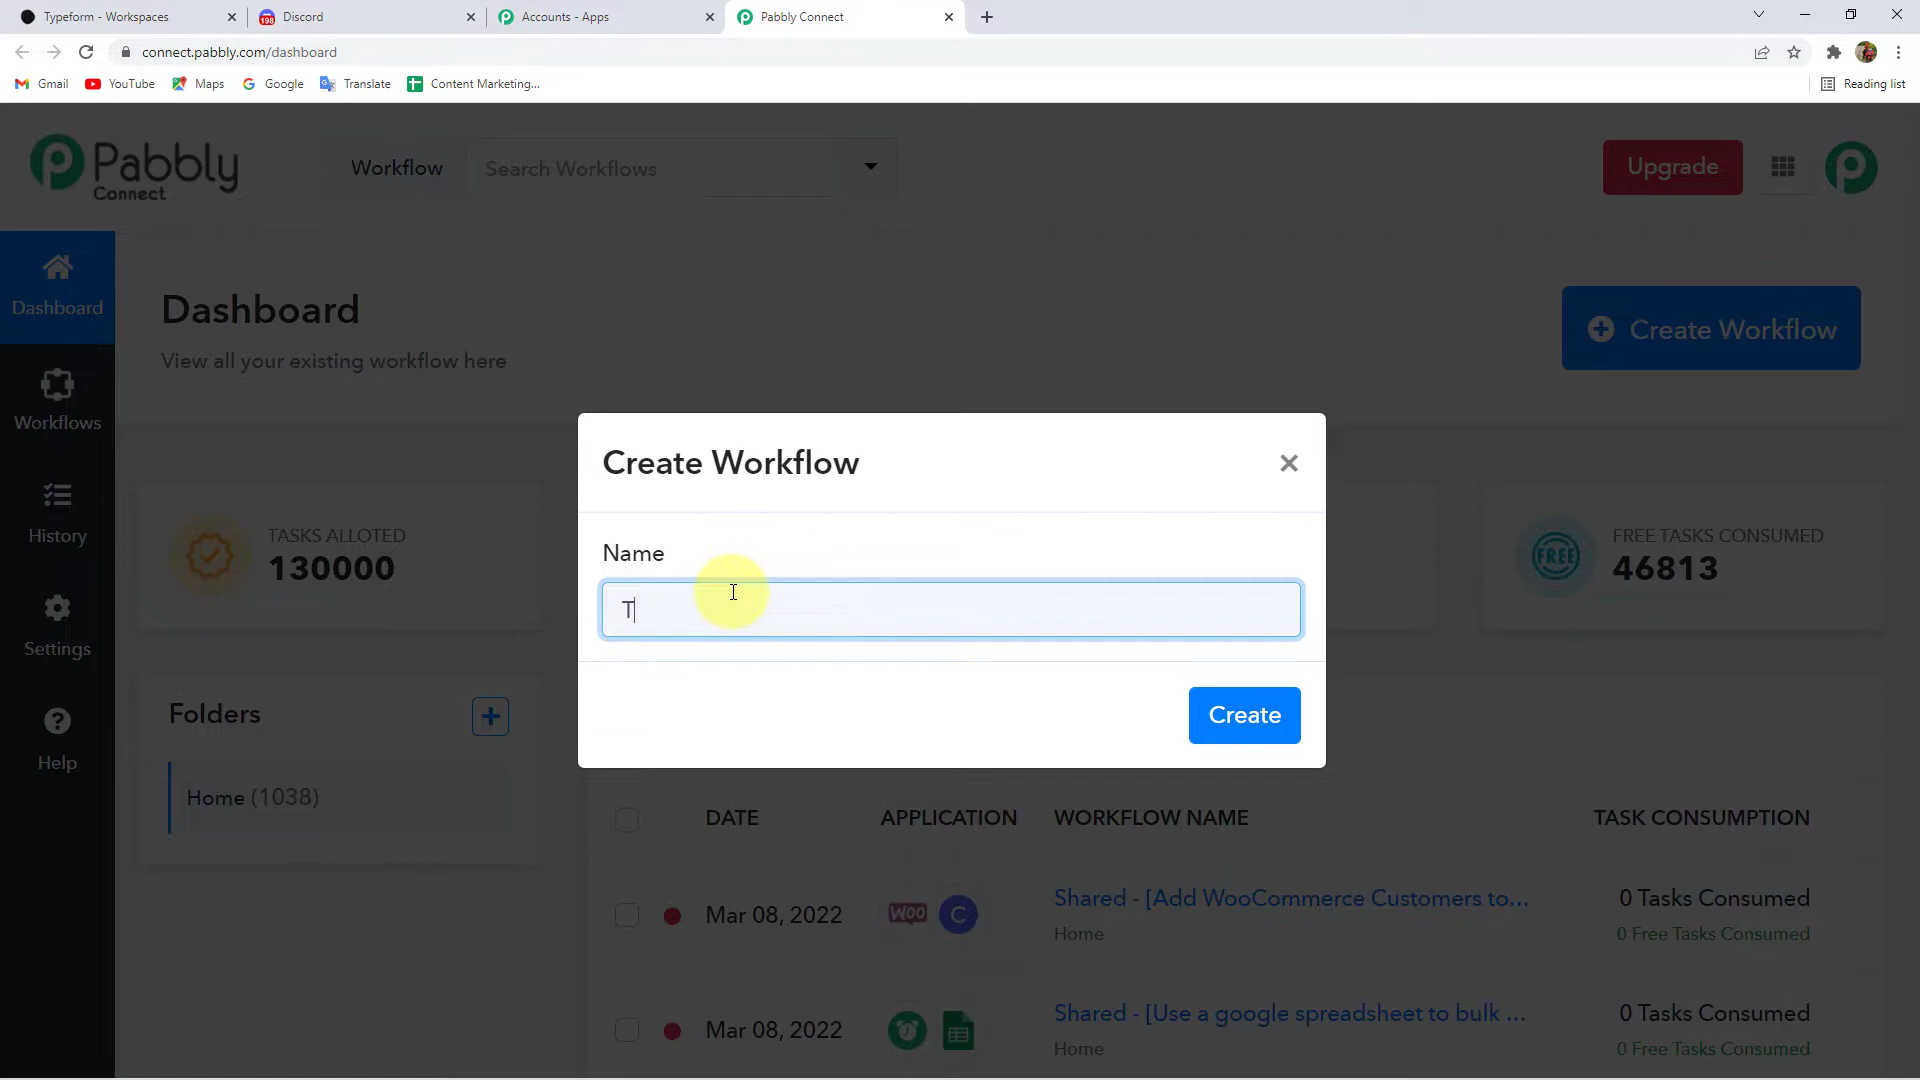 Typeform - Workspaces
198
Discord
Accounts - Apps
Pabbly Connect
connect.pabbly.com/dashboard
Gmail
YouTube
Maps
Google
Translate
Content Marketing...
Reading list
Pabbly
Connect
Workflow
Search Workflows
Upgrade
Dashboard
Workflows
History
Settings
Help
Dashboard
View all your existing workflow here
Create Workflow
TASKS ALLOTED
130000
FREE
FREE TASKS CONSUMED
46813
Create Workflow
Name
T
Create
Folders
Home (1038)
DATE
APPLICATION
WORKFLOW NAME
TASK CONSUMPTION
Mar 08, 2022
WOO
C
Shared - [Add WooCommerce Customers to...
Home
0 Tasks Consumed
0 Free Tasks Consumed
Mar 08, 2022
Shared - [Use a google spreadsheet to bulk ...
Home
0 Tasks Consumed
0 Free Tasks Consumed